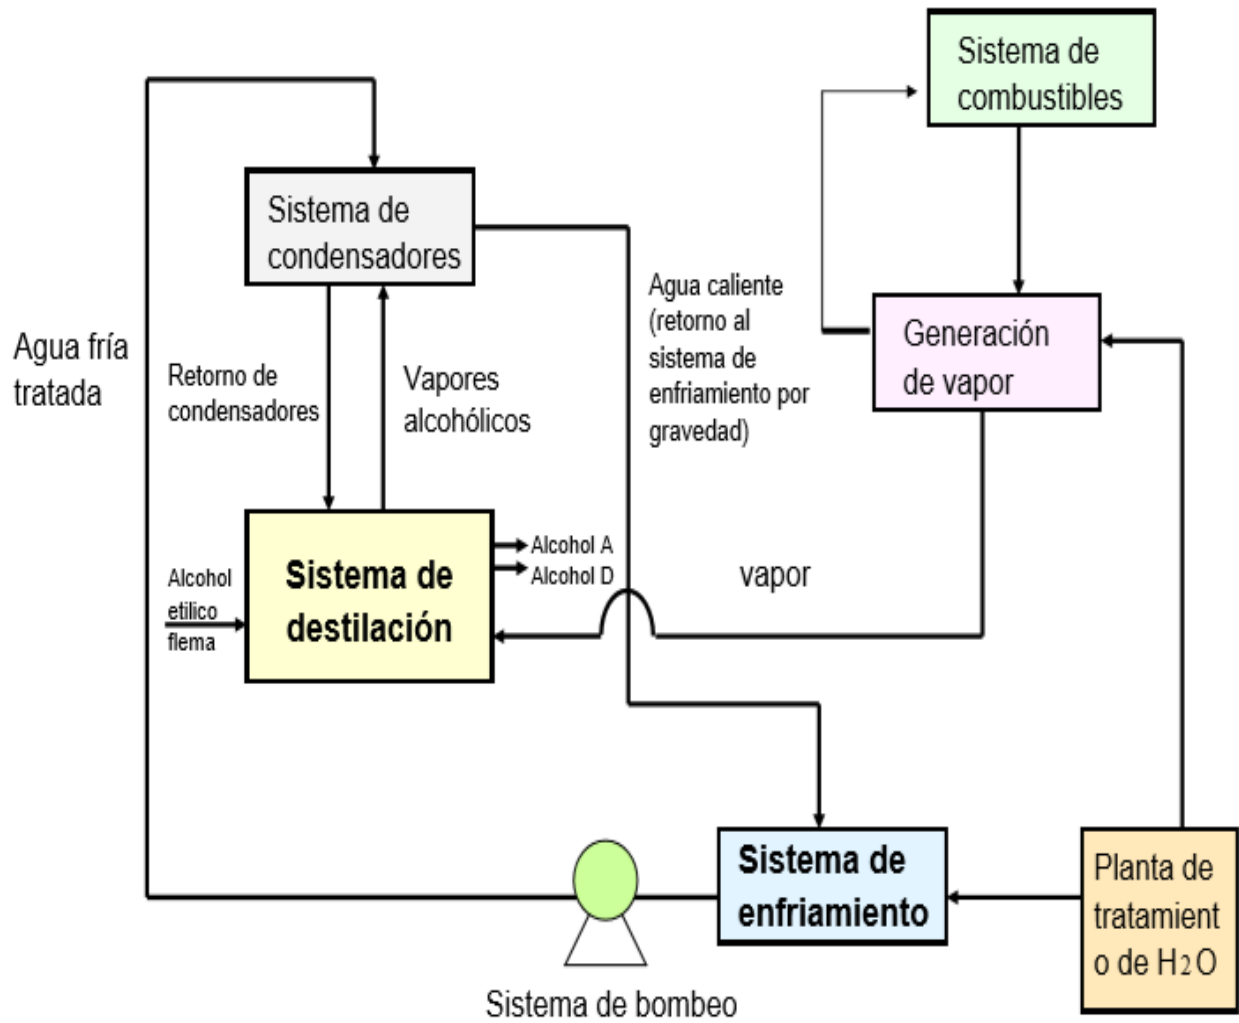 Sistema de
combustibles
Sistema de
condensadores
Agua caliente
(retorno al
sistema de
enfriamiento por
gravedad)
Generación
de vapor
Agua fría
tratada
Retorno de
condensadores
Vapores
alcohólicos
Alcohol
etilico
flema
Sistema de
destilación
Alcohol A
Alcohol D
vapor
Sistema de
enfriamiento
Planta de
tratamient
o de H2O
Sistema de bombeo